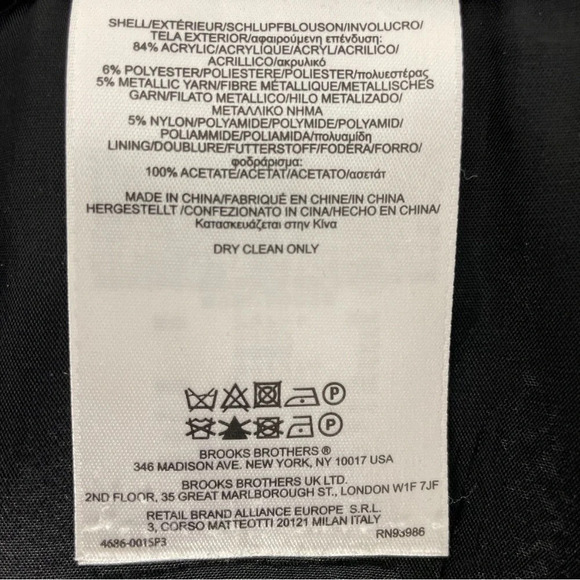 SHELL/EXTÉRIEUR/SCHLUPFBLOUSON/INVOLUCRO/
TELA EXTERIOR/αφαιρούμενη επένδυση:
84% ACRYLIC/ACRYLIQUE/ACRYL/ACRILICO/
ACRILLICO/ακρυλικό
6% POLYESTER/POLIESTERE/POLIESTER/πολυεστέρας
5% METALLIC YARN/FIBRE MÉTALLIQUE/METALLISCHES
GARN/FILATO METALLICO/HILO METALIZADO/
ΜΕΤΑΛΛΙΚΟ ΝΗΜΑ
5% NYLON/POLYAMIDE/POLYMIDE/POLYAMID/
POLIAMMIDE/POLIAMIDA/πολυαμίδη
LINING/DOUBLURE/FUTTERSTOFF/FODERA/FORRO/
φοδράρισμα:
100% ACETATE/ACETAT/ACETATO/ασετάτ
MADE IN CHINA/FABRIQUÉ EN CHINE/IN CHINA
HERGESTELLT /CONFEZIONATO IN CINA/HECHO EN CHINA/
Κατασκευάζεται στην Κίνα
DRY CLEAN ONLY
P
P
BROOKS BROTHERS ®
346 MADISON AVE. NEW YORK, NY 10017 USA
BROOKS BROTHERS UK LTD.
2ND FLOOR, 35 GREAT MARLBOROUGH ST., LONDON W1F 7JF
RETAIL BRAND ALLIANCE EUROPE S.R.L.
3, CORSO MATTEOTTI 20121 MILAN ITALY
4686-001SP3 RN93986